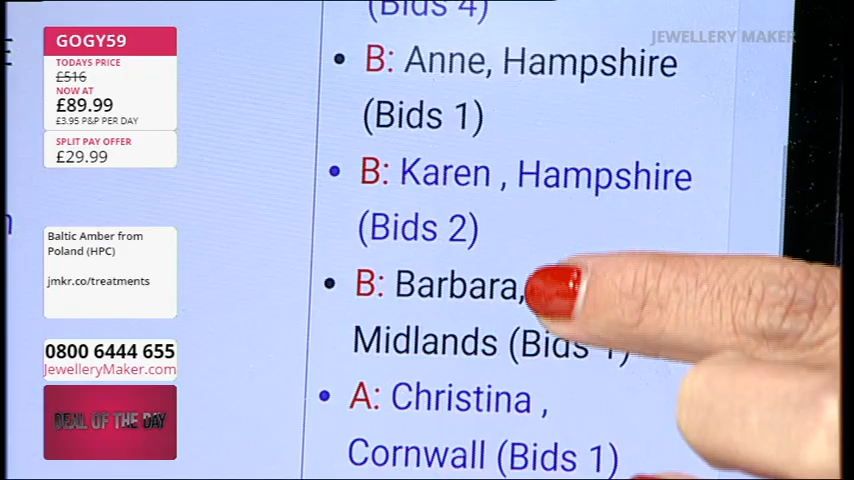 GOGY59
TODAYS PRICE
£516
NOW AT
£89.99
£3.95 P&P PER DAY
SPLIT PAY OFFER
£29.99
Baltic Amber from
Poland (HPC)
jmkr.co/treatments
0800 6444 655
JewelleryMaker.com
DEAL OF THE DAY
JEWELLERY MAKER
(Bids 4)
B: Anne, Hampshire
(Bids 1)
B: Karen , Hampshire
(Bids 2)
B: Barbara,
Midlands (Bids 1)
A: Christina ,
Cornwall (Bids 1)